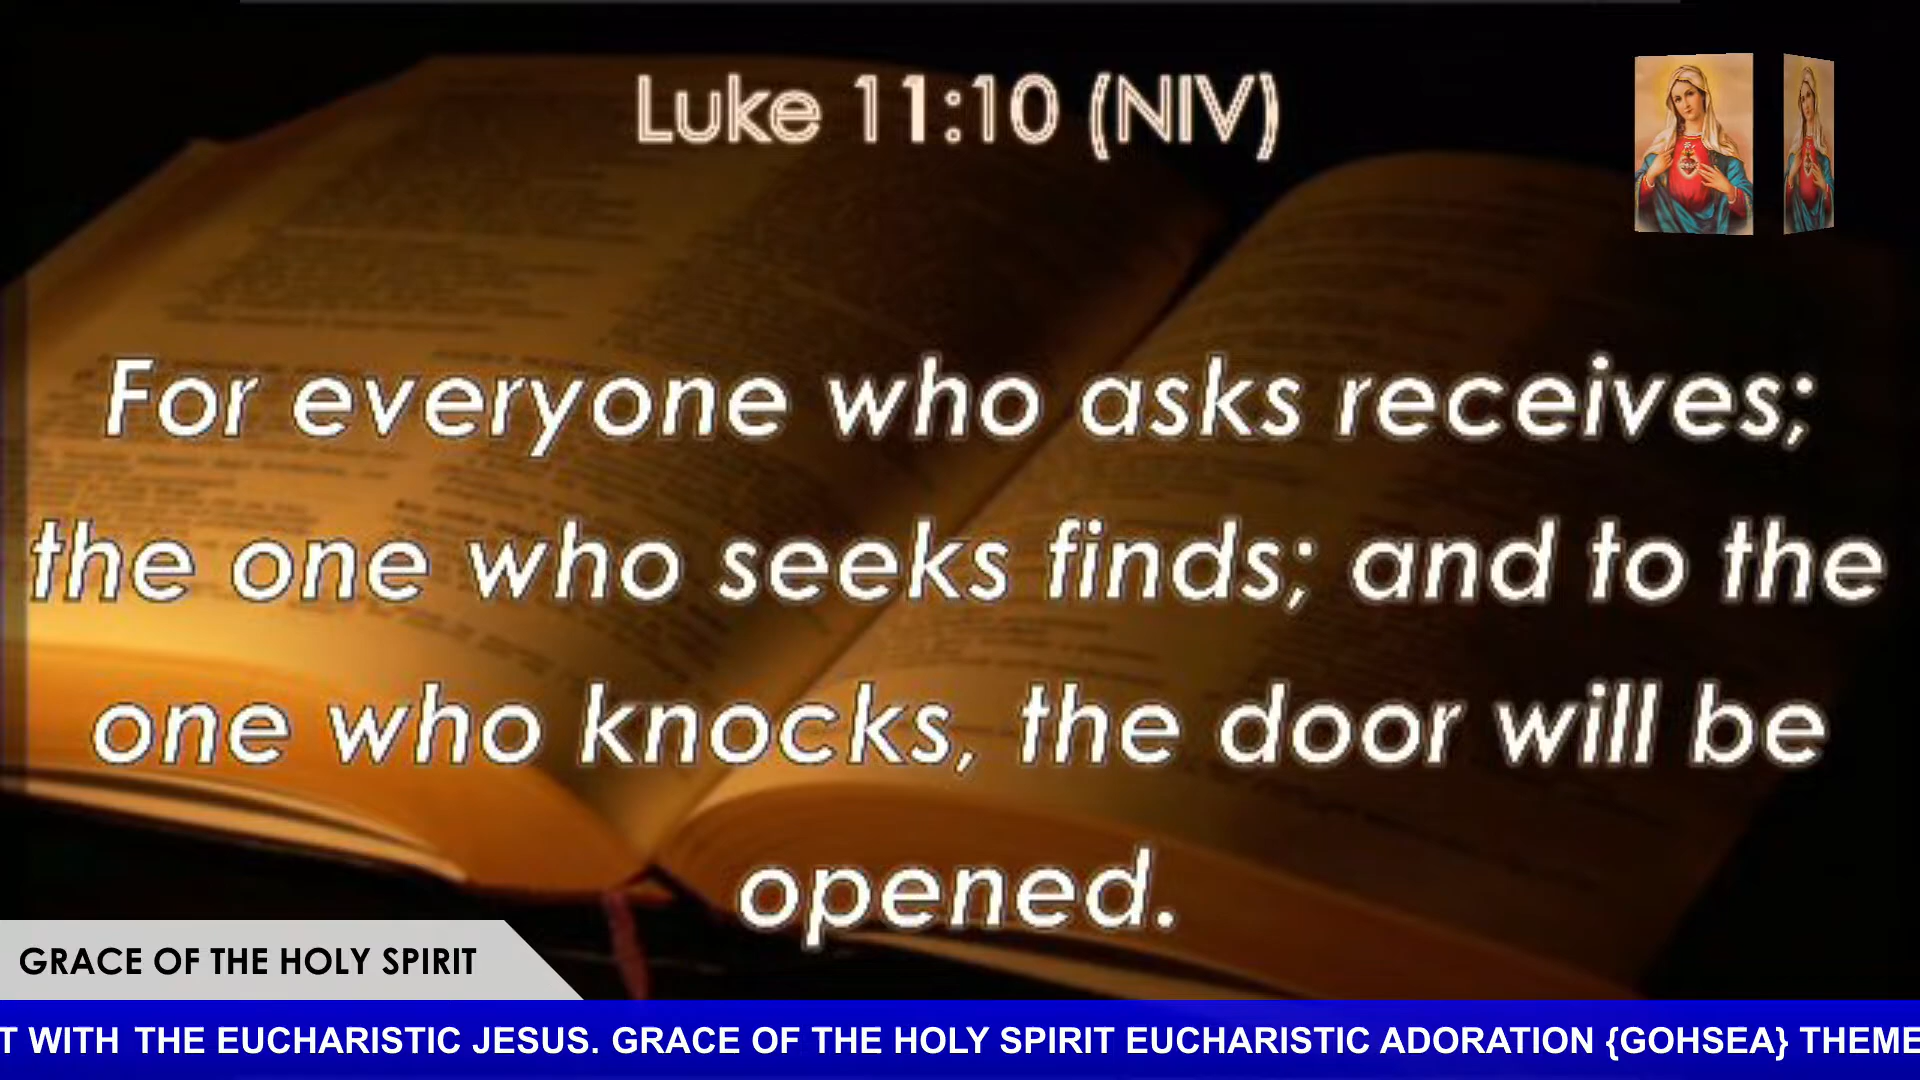 Luke 11:10 (NIV)
For everyone who asks receives;
the one who seeks finds; and to the
one who knocks, the door will be
opened.
GRACE OF THE HOLY SPIRIT
T WITH THE EUCHARISTIC JESUS. GRACE OF THE HOLY SPIRIT EUCHARISTIC ADORATION {GOHSEA} THEME